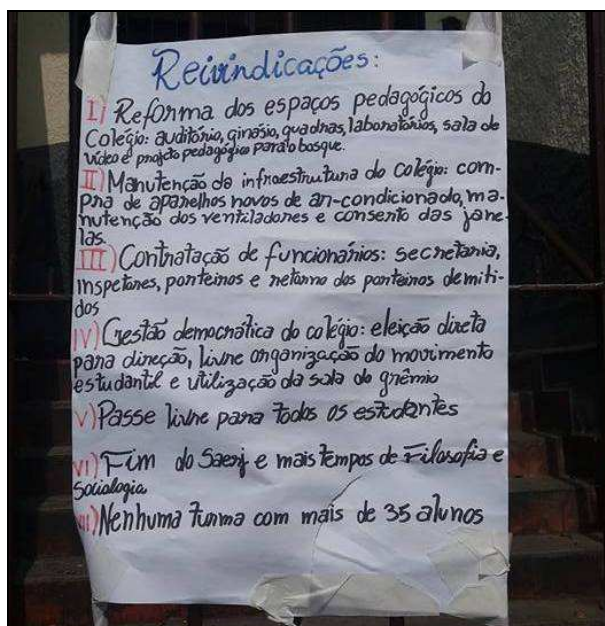 Reivindicações:
I) Reforma dos espaços pedagógicos do
Colégio: auditório, ginásio, quadras, laboratórios, sala de
vídeo e projeto pedagógico para o bosque.
II) Manutenção da infraestrutura do colégio: com-
pra de aparelhos novos de ar-condicionado, ma-
nutenção dos ventiladores e conserto das jane-
las.
III) Contratação de funcionários: secretaria,
inspetores, porteiros e retorno dos porteiros demiti-
dos
IV) Gestão democratica do colégio: eleição direta
para direção, livre organização do movimento
estudantil e utilização da sala do grêmio
V) Passe livre para todos os estudantes
VI) Fim do Saerj e mais tempos de Filosofia e
Sociologia
VII) Nenhuma turma com mais de 35 alunos